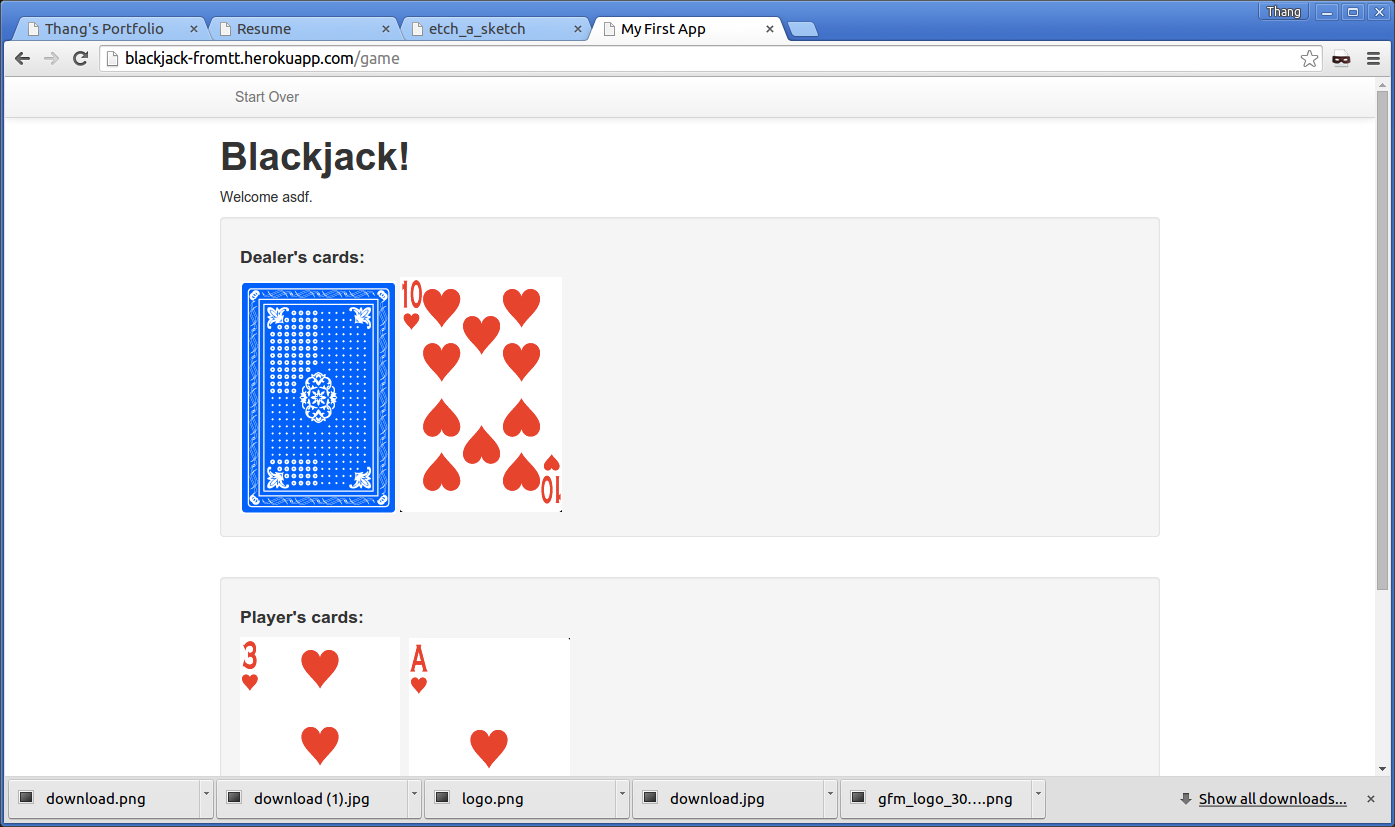 Thang
Thang's Portfolio
Resume
etch_a_sketch
My First App
blackjack-fromtt.herokuapp.com/game
Start Over
Blackjack!
Welcome asdf.
Dealer's cards:
10
10
Player's cards:
3
A
download.png
download (1).jpg
logo.png
download.jpg
gfm_logo_30....png
Show all downloads...